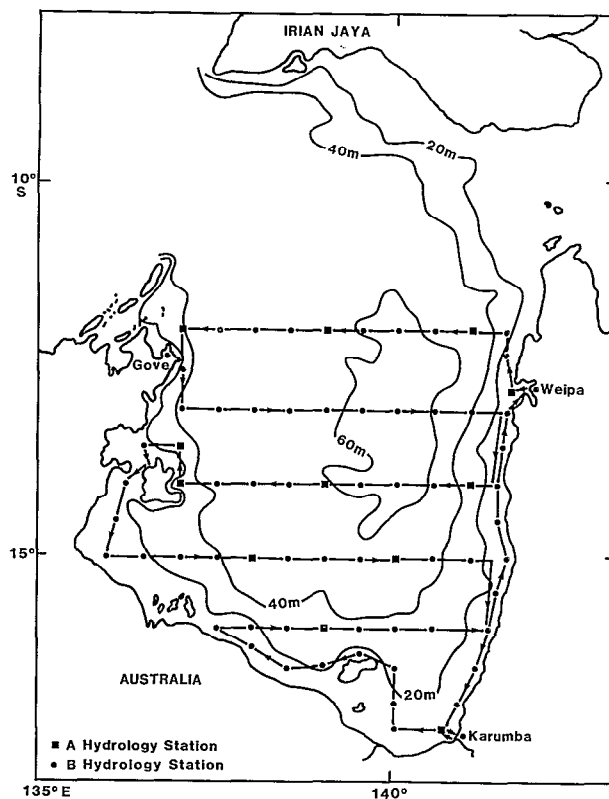 IRIAN JAYA
20m
40m
10°
S
Gove
Weipa
60m
15°
40m
AUSTRALIA
20m
■ A Hydrology Station
● B Hydrology Station
Karumba
135°E
140°